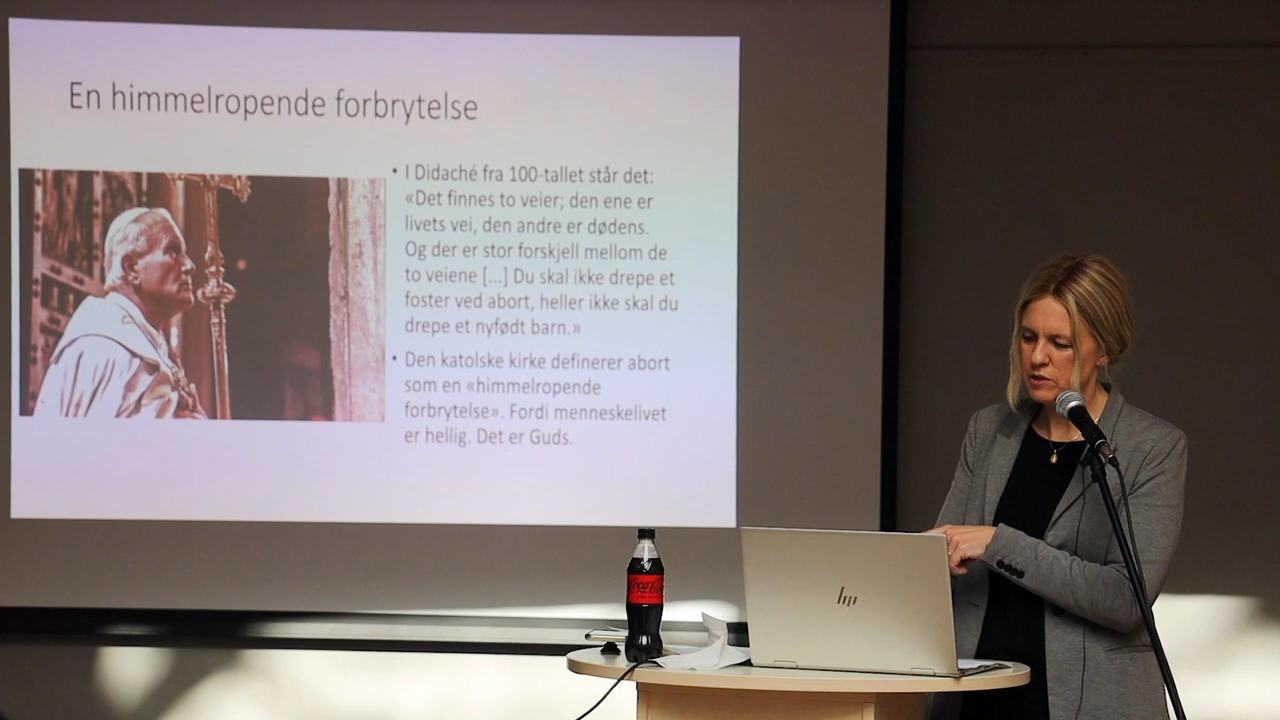 En himmelropende forbrytelse
• I Didaché fra 100-tallet står det:
«Det finnes to veier; den ene er
livets vei, den andre er dødens.
Og der er stor forskjell mellom de
to veiene [...] Du skal ikke drepe et
foster ved abort, heller ikke skal du
drepe et nyfødt barn.»
• Den katolske kirke definerer abort
som en «himmelropende
forbrytelse». Fordi menneskelivet
er hellig. Det er Guds.
Coca-Cola
hp